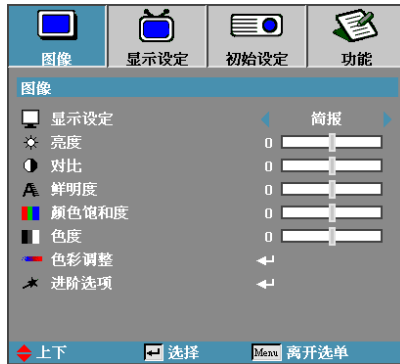 图像 显示设定 初始设定 功能
图像
显示设定 简报
亮度 0
对比 0
鲜明度 0
颜色饱和度 0
色度 0
色彩调整
进阶选项
上下 选择 Menu 离开选单